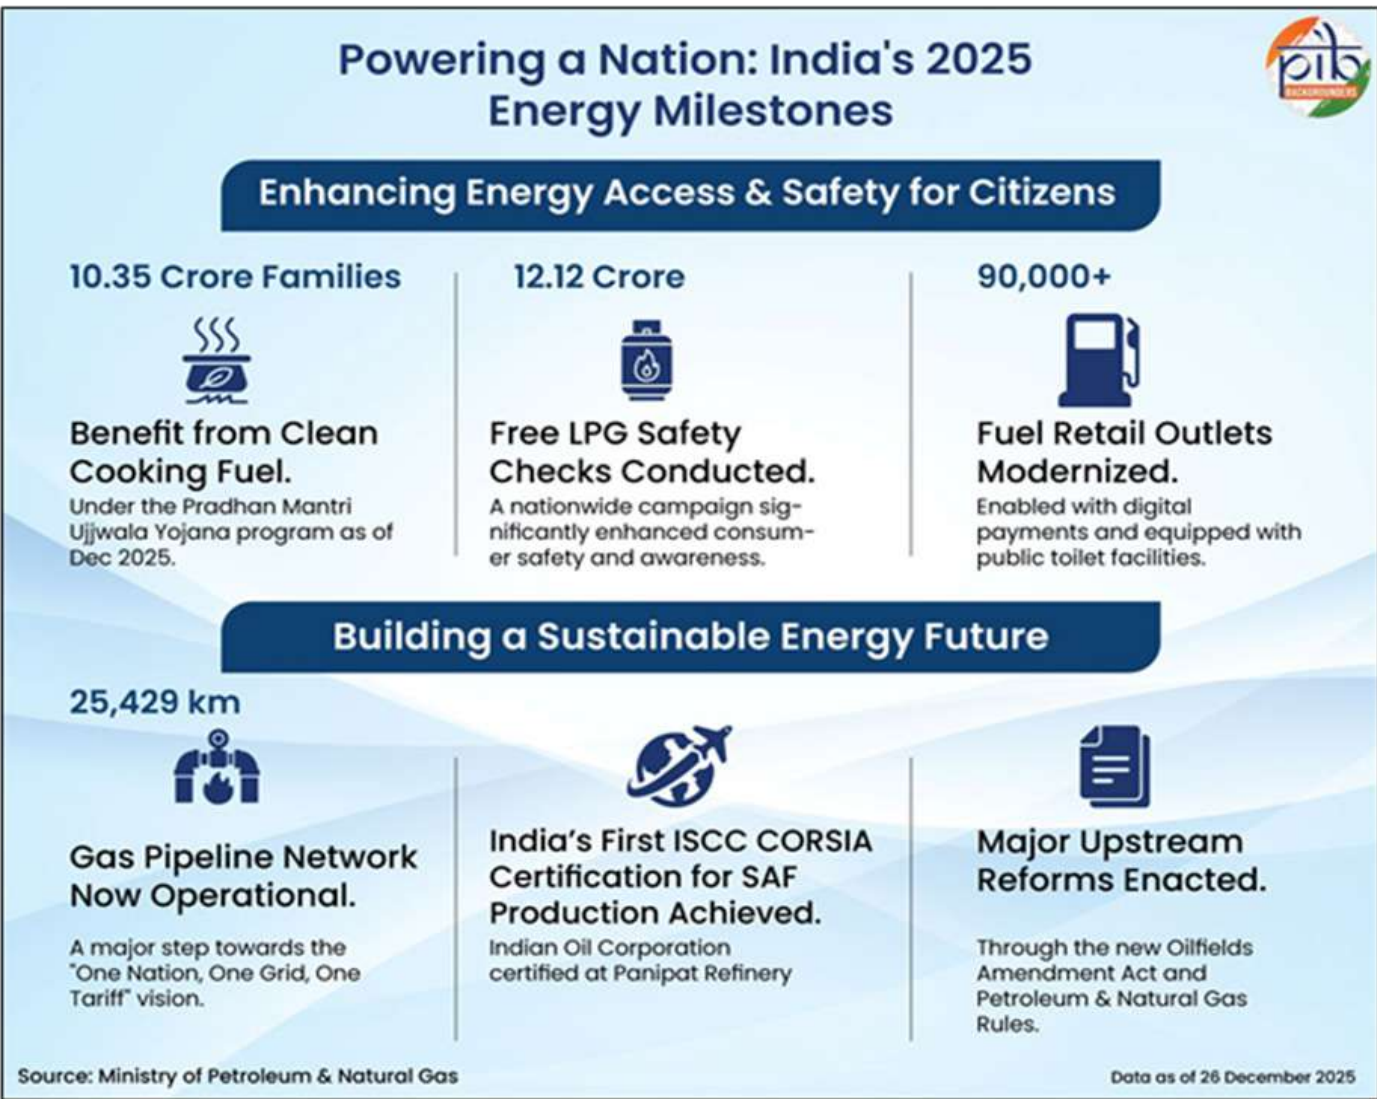 Powering a Nation: India's 2025
Energy Milestones
pib
BACKGROUNDERS
Enhancing Energy Access & Safety for Citizens
10.35 Crore Families
Benefit from Clean
Cooking Fuel.
Under the Pradhan Mantri
Ujjwala Yojana program as of
Dec 2025.
12.12 Crore
Free LPG Safety
Checks Conducted.
A nationwide campaign sig-
nificantly enhanced consum-
er safety and awareness.
90,000+
Fuel Retail Outlets
Modernized.
Enabled with digital
payments and equipped with
public toilet facilities.
Building a Sustainable Energy Future
25,429 km
Gas Pipeline Network
Now Operational.
A major step towards the
"One Nation, One Grid, One
Tariff" vision.
India's First ISCC CORSIA
Certification for SAF
Production Achieved.
Indian Oil Corporation
certified at Panipat Refinery
Major Upstream
Reforms Enacted.
Through the new Oilfields
Amendment Act and
Petroleum & Natural Gas
Rules.
Source: Ministry of Petroleum & Natural Gas
Data as of 26 December 2025